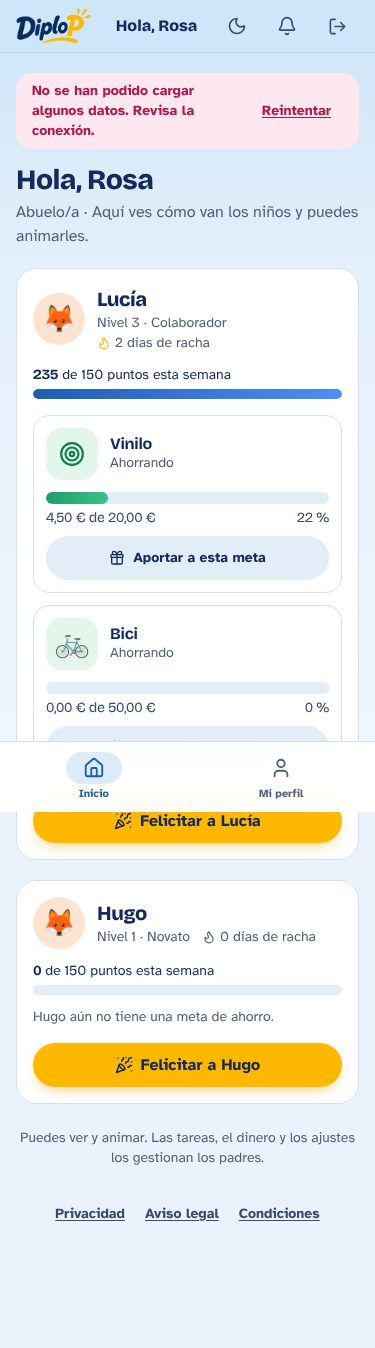 DiploP
Hola, Rosa
No se han podido cargar
algunos datos. Revisa la
conexión.
Reintentar
Hola, Rosa
Abuelo/a · Aquí ves cómo van los niños y puedes
animarles.
Lucía
Nivel 3 · Colaborador
2 días de racha
235 de 150 puntos esta semana
Vinilo
Ahorrando
4,50 € de 20,00 €
22 %
Aportar a esta meta
Bici
Ahorrando
0,00 € de 50,00 €
0 %
Inicio
Mi perfil
Felicitar a Lucía
Hugo
Nivel 1 · Novato
0 días de racha
0 de 150 puntos esta semana
Hugo aún no tiene una meta de ahorro.
Felicitar a Hugo
Puedes ver y animar. Las tareas, el dinero y los ajustes
los gestionan los padres.
Privacidad
Aviso legal
Condiciones